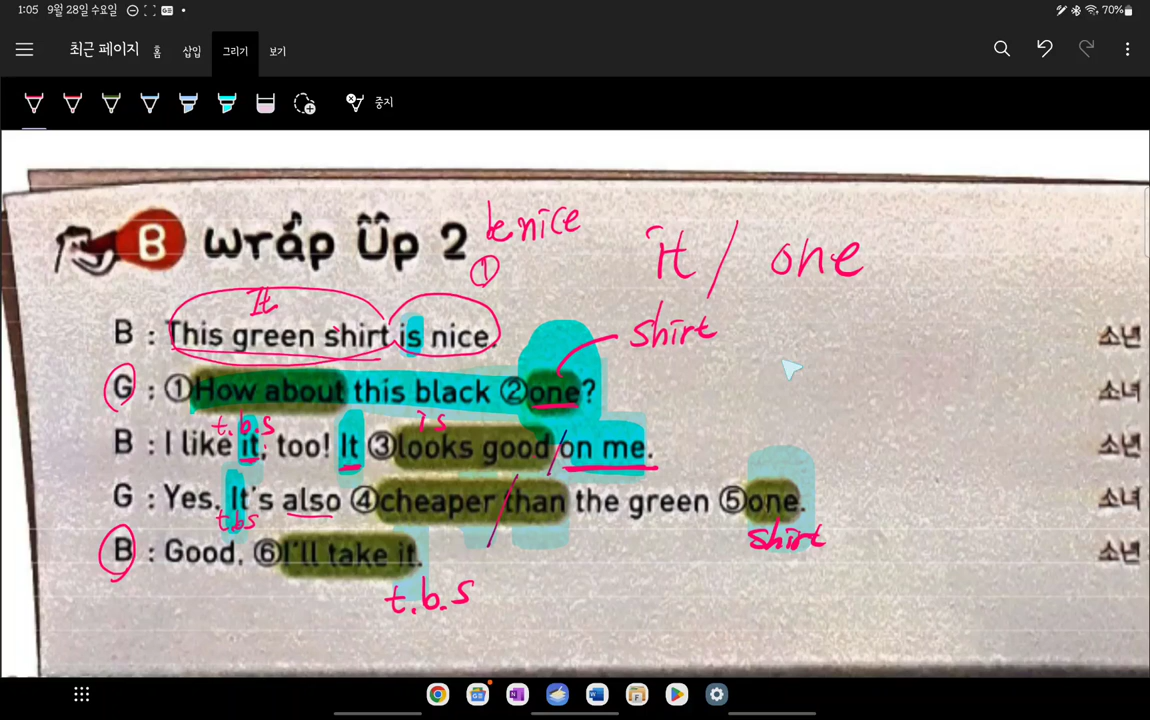 1:05 9월 28일 수요일 70%
최근 페이지 홈 삽입 그리기 보기
중지
B Wrap Up 2 be nice it / one
①
It
B : This green shirt is nice. shirt 소년
G : ①How about this black ②one? 소녀
t.b.s is
B : I like it, too! It ③looks good on me. 소년
G : Yes. It's also ④cheaper than the green ⑤one. 소녀
tbs shirt
B : Good. ⑥I'll take it. 소년
t.b.s